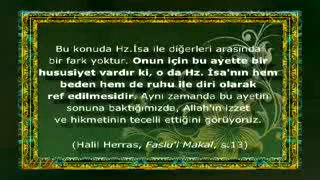 Bu konuda Hz.İsa ile diğerleri arasında
bir fark yoktur. Onun için bu ayette bir
hususiyet vardır ki, o da Hz. İsa'nın hem
beden hem de ruhu ile diri olarak
ref edilmesidir. Aynı zamanda bu ayetin
sonuna baktığımızda, Allah'ın izzet
ve hikmetinin tecelli ettiğini görüyoruz.
(Halil Herras, Faslu'l Makal, s.13)